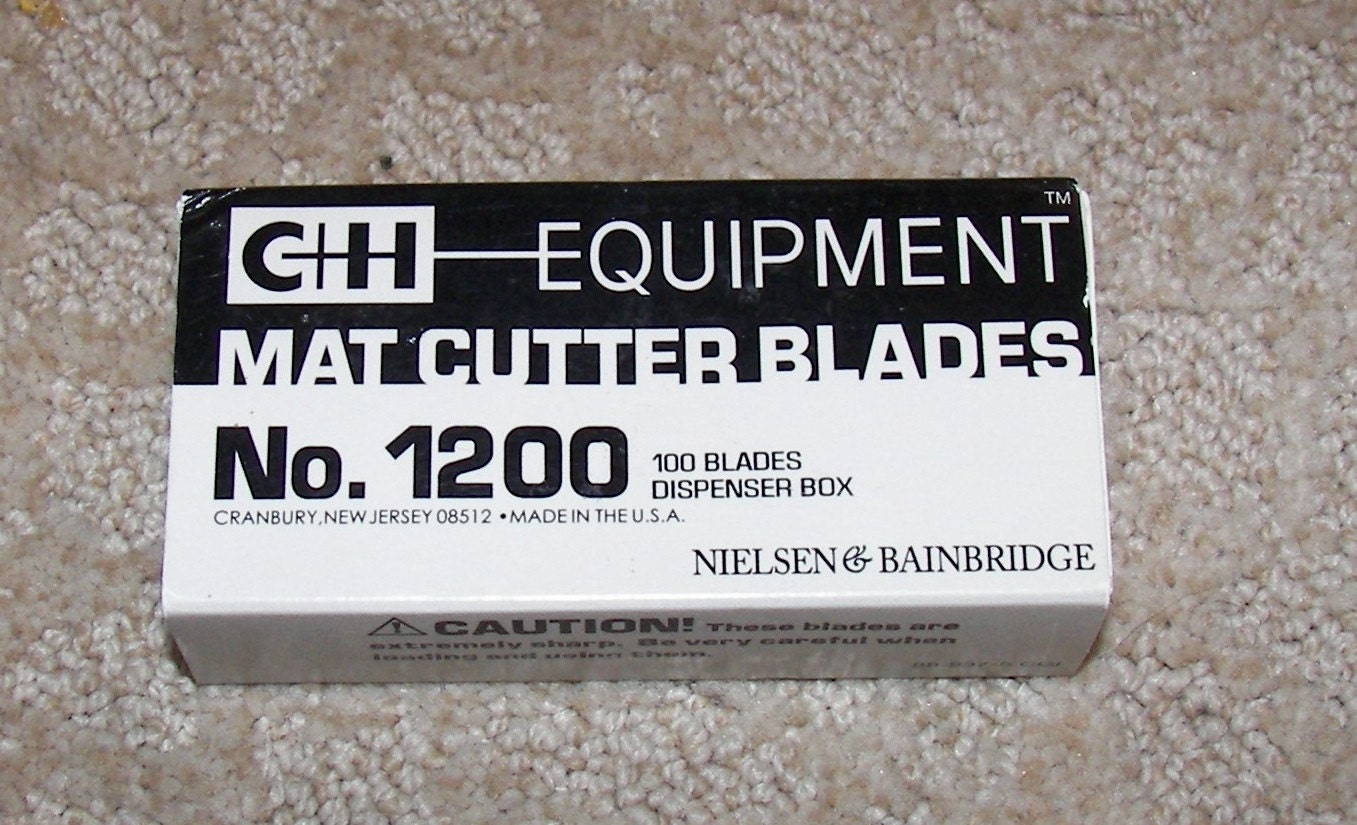 C+H EQUIPMENT™
MAT CUTTER BLADES
No. 1200
100 BLADES
DISPENSER BOX
CRANBURY, NEW JERSEY 08512 • MADE IN THE U.S.A.
NIELSEN & BAINBRIDGE
⚠CAUTION! These blades are
extremely sharp. Be very careful when
loading and using them.